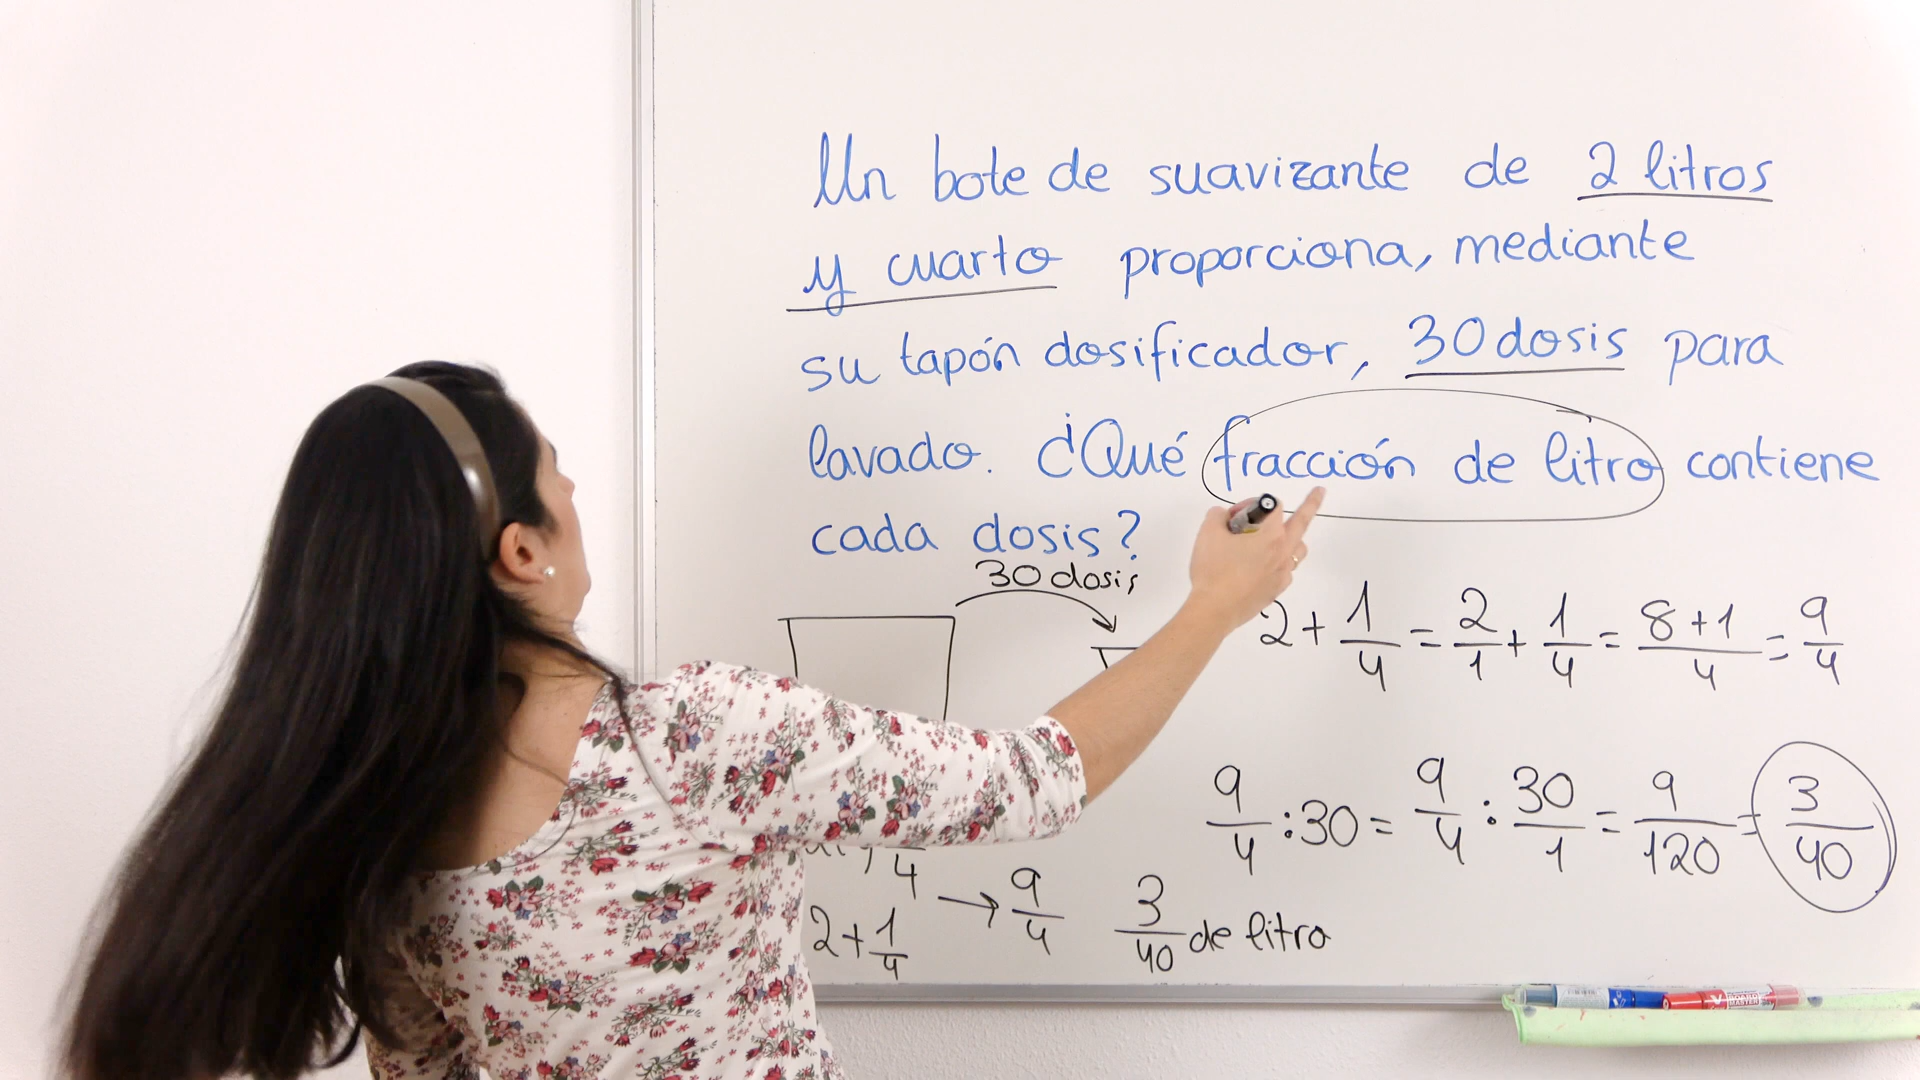 Un bote de suavizante de 2 litros
y cuarto proporciona, mediante
su tapón dosificador, 30 dosis para
lavado. ¿Qué fracción de litro contiene
cada dosis?
30 dosis
2 + 1/4 = 2/1 + 1/4 = 8+1/4 = 9/4
9/4 : 30 = 9/4 : 30/1 = 9/120 = 3/40
4
2 + 1/4 → 9/4
3/40 de litro